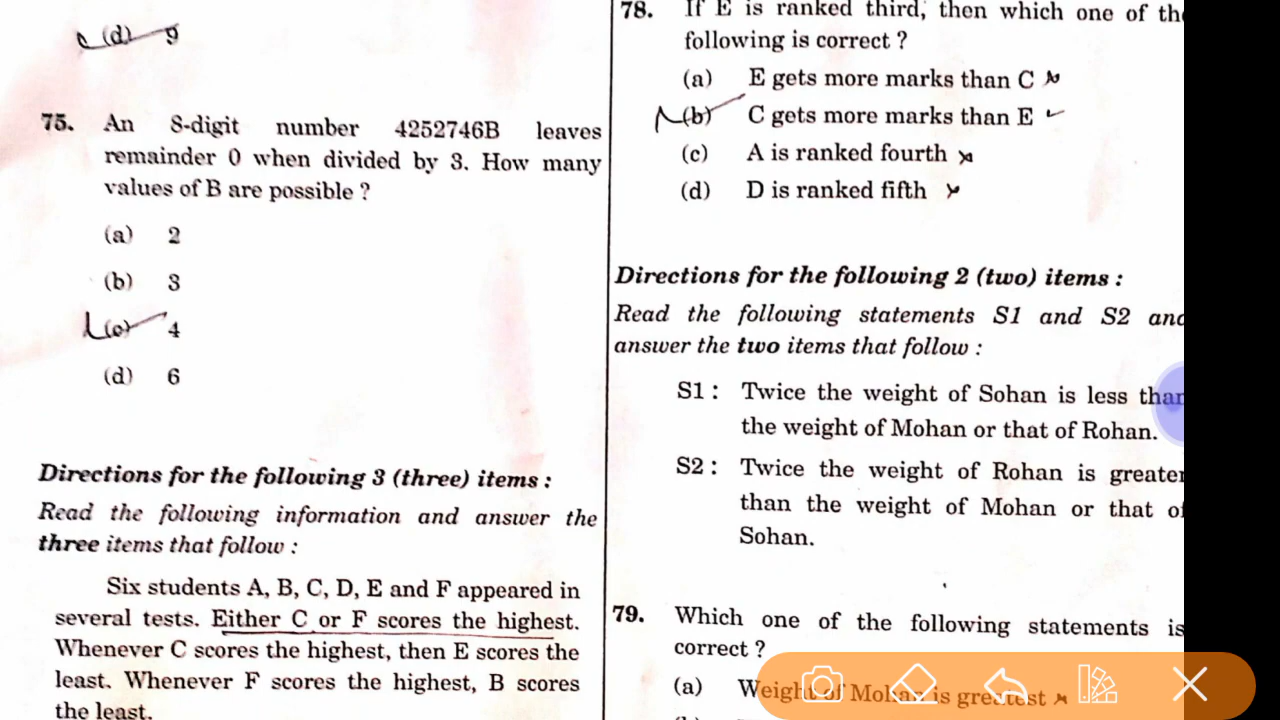 (d) 9
75. An 8-digit number 4252746B leaves
remainder 0 when divided by 3. How many
values of B are possible ?
(a) 2
(b) 3
(c) 4
(d) 6
Directions for the following 3 (three) items :
Read the following information and answer the
three items that follow :
Six students A, B, C, D, E and F appeared in
several tests. Either C or F scores the highest.
Whenever C scores the highest, then E scores the
least. Whenever F scores the highest, B scores
the least.
78. If E is ranked third, then which one of the
following is correct ?
(a) E gets more marks than C
(b) C gets more marks than E
(c) A is ranked fourth
(d) D is ranked fifth
Directions for the following 2 (two) items :
Read the following statements S1 and S2 and
answer the two items that follow :
S1 : Twice the weight of Sohan is less than
the weight of Mohan or that of Rohan.
S2 : Twice the weight of Rohan is greater
than the weight of Mohan or that of
Sohan.
79. Which one of the following statements is
correct ?
(a) Weight of Mohan is greatest